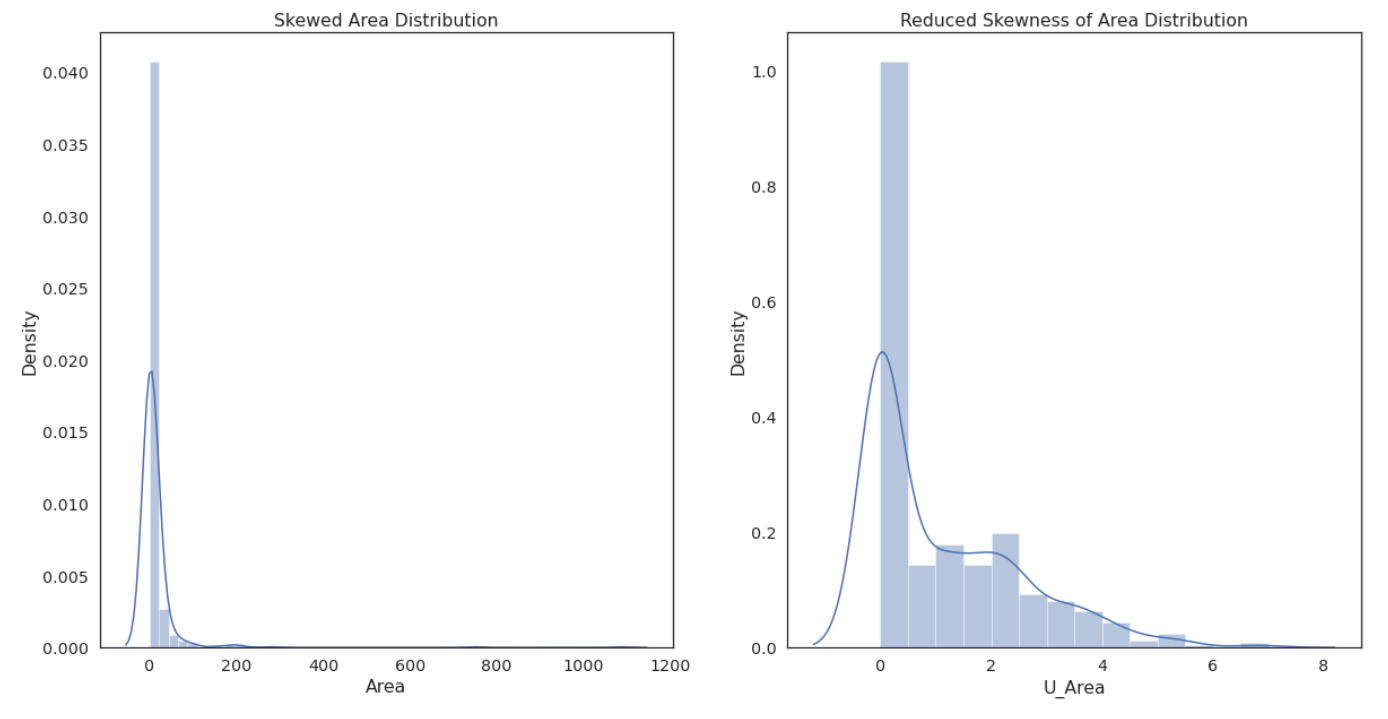 Skewed Area Distribution
0.040
0.035
0.030
0.025
0.020
0.015
0.010
0.005
0.000
Density
0 200 400 600 800 1000 1200
Area
Reduced Skewness of Area Distribution
1.0
0.8
0.6
0.4
0.2
0.0
Density
0 2 4 6 8
U_Area